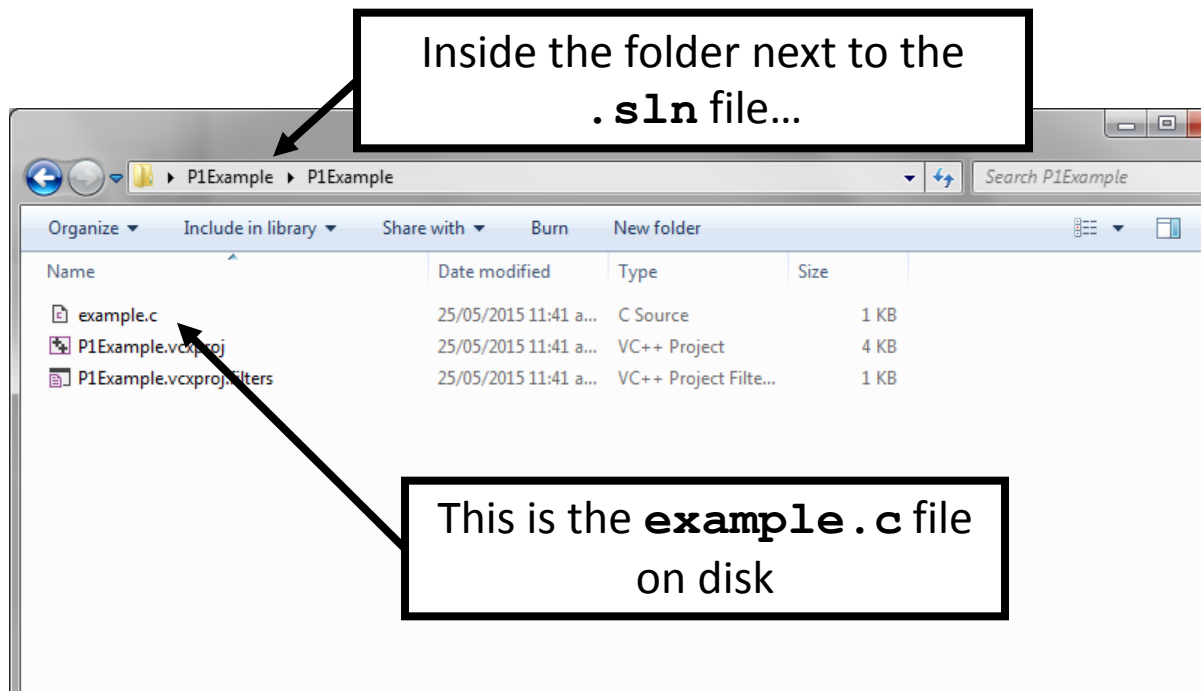 Inside the folder next to the
.sln file…
P1Example P1Example
Search P1Example
Organize Include in library Share with Burn New folder
Name Date modified Type Size
example.c 25/05/2015 11:41 a... C Source 1 KB
P1Example.vcxproj 25/05/2015 11:41 a... VC++ Project 4 KB
P1Example.vcxproj.filters 25/05/2015 11:41 a... VC++ Project Filte... 1 KB
This is the example.c file
on disk